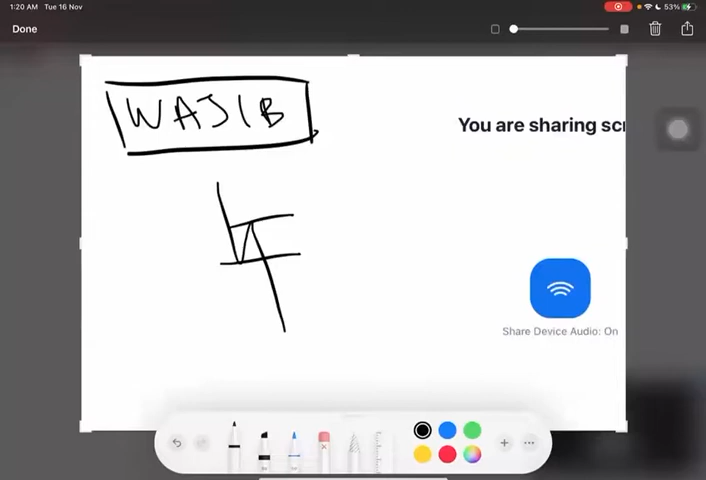 1:20 AM Tue 16 Nov
53%
Done
WAJIB
You are sharing scr
Share Device Audio: On